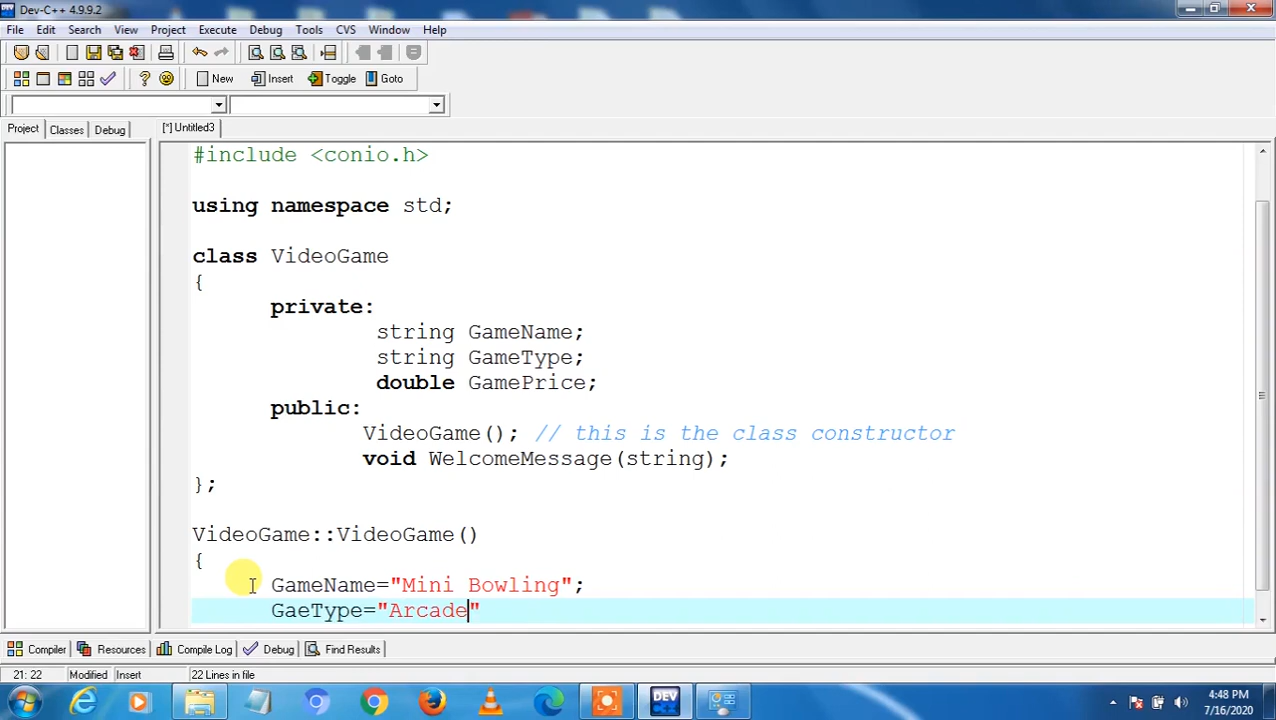 Dev-C++ 4.9.9.2
File Edit Search View Project Execute Debug Tools CVS Window Help
New Insert Toggle Goto
Project Classes Debug [*] Untitled3
#include <conio.h>
using namespace std;
class VideoGame
{
private:
string GameName;
string GameType;
double GamePrice;
public:
VideoGame(); // this is the class constructor
void WelcomeMessage(string);
};
VideoGame::VideoGame()
{
GameName="Mini Bowling";
GaeType="Arcade"
Compiler Resources Compile Log Debug Find Results
21: 22 Modified Insert 22 Lines in file
DEV C++
4:48 PM
7/16/2020